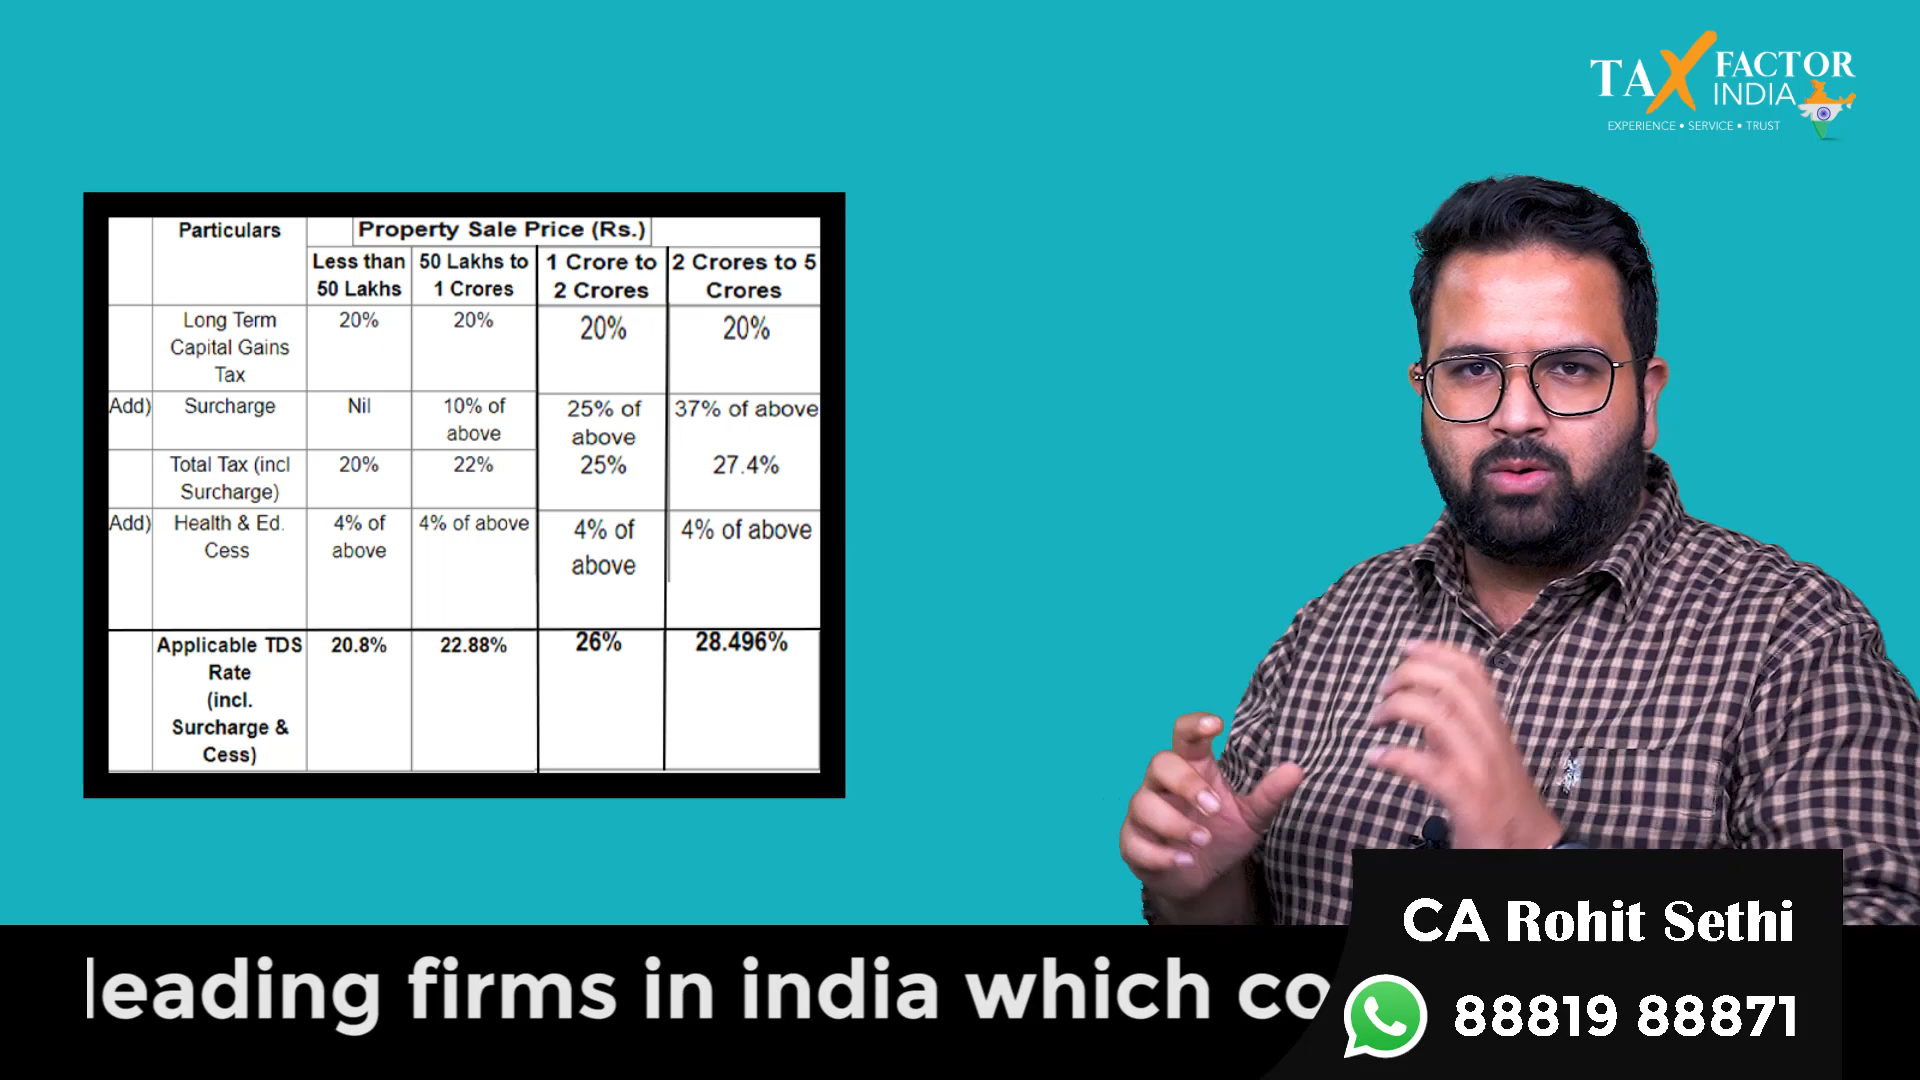 TAX FACTOR
INDIA
EXPERIENCE • SERVICE • TRUST
Particulars
Property Sale Price (Rs.)
Less than 50 Lakhs
50 Lakhs to 1 Crores
1 Crore to 2 Crores
2 Crores to 5 Crores
Long Term Capital Gains Tax
20%
20%
20%
20%
Add)
Surcharge
Nil
10% of above
25% of above
37% of above
Total Tax (incl Surcharge)
20%
22%
25%
27.4%
Add)
Health & Ed. Cess
4% of above
4% of above
4% of above
4% of above
Applicable TDS Rate (incl. Surcharge & Cess)
20.8%
22.88%
26%
28.496%
leading firms in india which co
CA Rohit Sethi
88819 88871